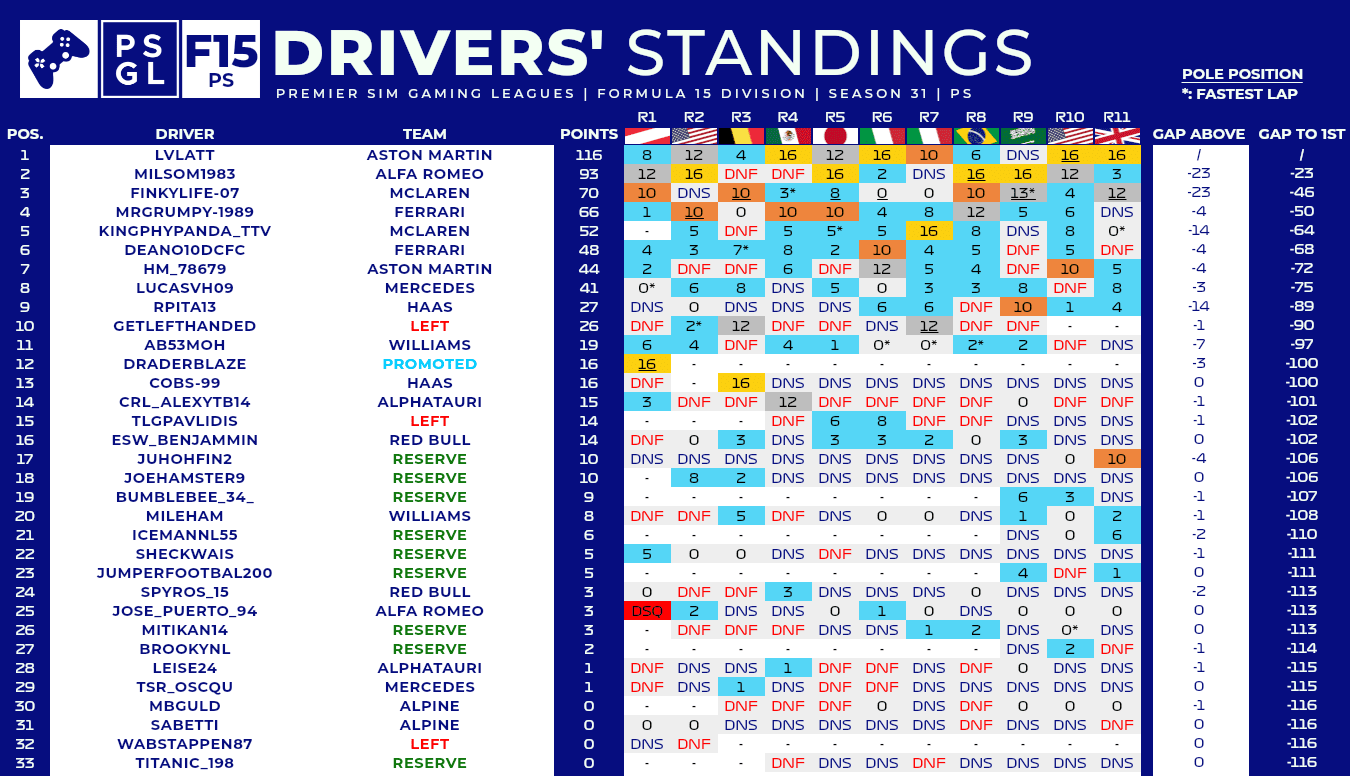 PS
GL
F15
PS
DRIVERS' STANDINGS
PREMIER SIM GAMING LEAGUES | FORMULA 15 DIVISION | SEASON 31 | PS
POLE POSITION
*: FASTEST LAP
R1 R2 R3 R4 R5 R6 R7 R8 R9 R10 R11
POS. DRIVER TEAM POINTS GAP ABOVE GAP TO 1ST
1 LVLATT ASTON MARTIN 116 8 12 4 16 12 16 10 6 DNS 16 16 / /
2 MILSOM1983 ALFA ROMEO 93 12 16 DNF DNF 16 2 DNS 16 16 12 3 -23 -23
3 FINKYLIFE-07 MCLAREN 70 10 DNS 10 3* 8 0 0 10 13* 4 12 -23 -46
4 MRGRUMPY-1989 FERRARI 66 1 10 0 10 10 4 8 12 5 6 DNS -4 -50
5 KINGPHYPANDA_TTV MCLAREN 52 - 5 DNF 5 5* 5 16 8 DNS 8 0* -14 -64
6 DEANO10DCFC FERRARI 48 4 3 7* 8 2 10 4 5 DNF 5 DNF -4 -68
7 HM_78679 ASTON MARTIN 44 2 DNF DNF 6 DNF 12 5 4 DNF 10 5 -4 -72
8 LUCASVH09 MERCEDES 41 0* 6 8 DNS 5 0 3 3 8 DNF 8 -3 -75
9 RPITA13 HAAS 27 DNS 0 DNS DNS DNS 6 6 DNF 10 1 4 -14 -89
10 GETLEFTHANDED LEFT 26 DNF 2* 12 DNF DNF DNS 12 DNF DNF - - -1 -90
11 AB53MOH WILLIAMS 19 6 4 DNF 4 1 0* 0* 2* 2 DNF DNS -7 -97
12 DRADERBLAZE PROMOTED 16 16 - - - - - - - - - - -3 -100
13 COBS-99 HAAS 16 DNF - 16 DNS DNS DNS DNS DNS DNS DNS DNS 0 -100
14 CRL_ALEXYTB14 ALPHATAURI 15 3 DNF DNF 12 DNF DNF DNF DNF 0 DNF DNF -1 -101
15 TLGPAVLIDIS LEFT 14 - - - DNF 6 8 DNF DNF DNS DNS DNS -1 -102
16 ESW_BENJAMMIN RED BULL 14 DNF 0 3 DNS 3 3 2 0 3 DNS DNS 0 -102
17 JUHOHFIN2 RESERVE 10 DNS DNS DNS DNS DNS DNS DNS DNS DNS 0 10 -4 -106
18 JOEHAMSTER9 RESERVE 10 - 8 2 DNS DNS DNS DNS DNS DNS DNS DNS 0 -106
19 BUMBLEBEE_34_ RESERVE 9 - - - - - - - - 6 3 DNS -1 -107
20 MILEHAM WILLIAMS 8 DNF DNF 5 DNF DNS 0 0 DNS 1 0 2 -1 -108
21 ICEMANNL55 RESERVE 6 - - - - - - - - DNS 0 6 -2 -110
22 SHECKWAIS RESERVE 5 5 0 0 DNS DNF DNS DNS DNS DNS DNS DNS -1 -111
23 JUMPERFOOTBAL200 RESERVE 5 - - - - - - - - 4 DNF 1 0 -111
24 SPYROS_15 RED BULL 3 0 DNF DNF 3 DNS DNS DNS 0 DNS DNS DNS -2 -113
25 JOSE_PUERTO_94 ALFA ROMEO 3 DSQ 2 DNS DNS 0 1 0 DNS 0 0 0 0 -113
26 MITIKAN14 RESERVE 3 - DNF DNF DNF DNS DNS 1 2 DNS 0* DNS 0 -113
27 BROOKYNL RESERVE 2 - - - - - - - - DNS 2 DNF -1 -114
28 LEISE24 ALPHATAURI 1 DNF DNS DNS 1 DNF DNF DNS DNF 0 DNS DNS -1 -115
29 TSR_OSCQU MERCEDES 1 DNF DNS 1 DNS DNF DNF DNS DNS DNS DNS DNS 0 -115
30 MBGULD ALPINE 0 - - DNF DNF DNF 0 DNS DNF 0 0 0 -1 -116
31 SABETTI ALPINE 0 0 0 DNS DNS DNS DNS DNS DNF DNS DNS DNF 0 -116
32 WABSTAPPEN87 LEFT 0 DNS DNF - - - - - - - - - 0 -116
33 TITANIC_198 RESERVE 0 - - - DNF DNS DNS DNF DNS DNS DNS DNS 0 -116